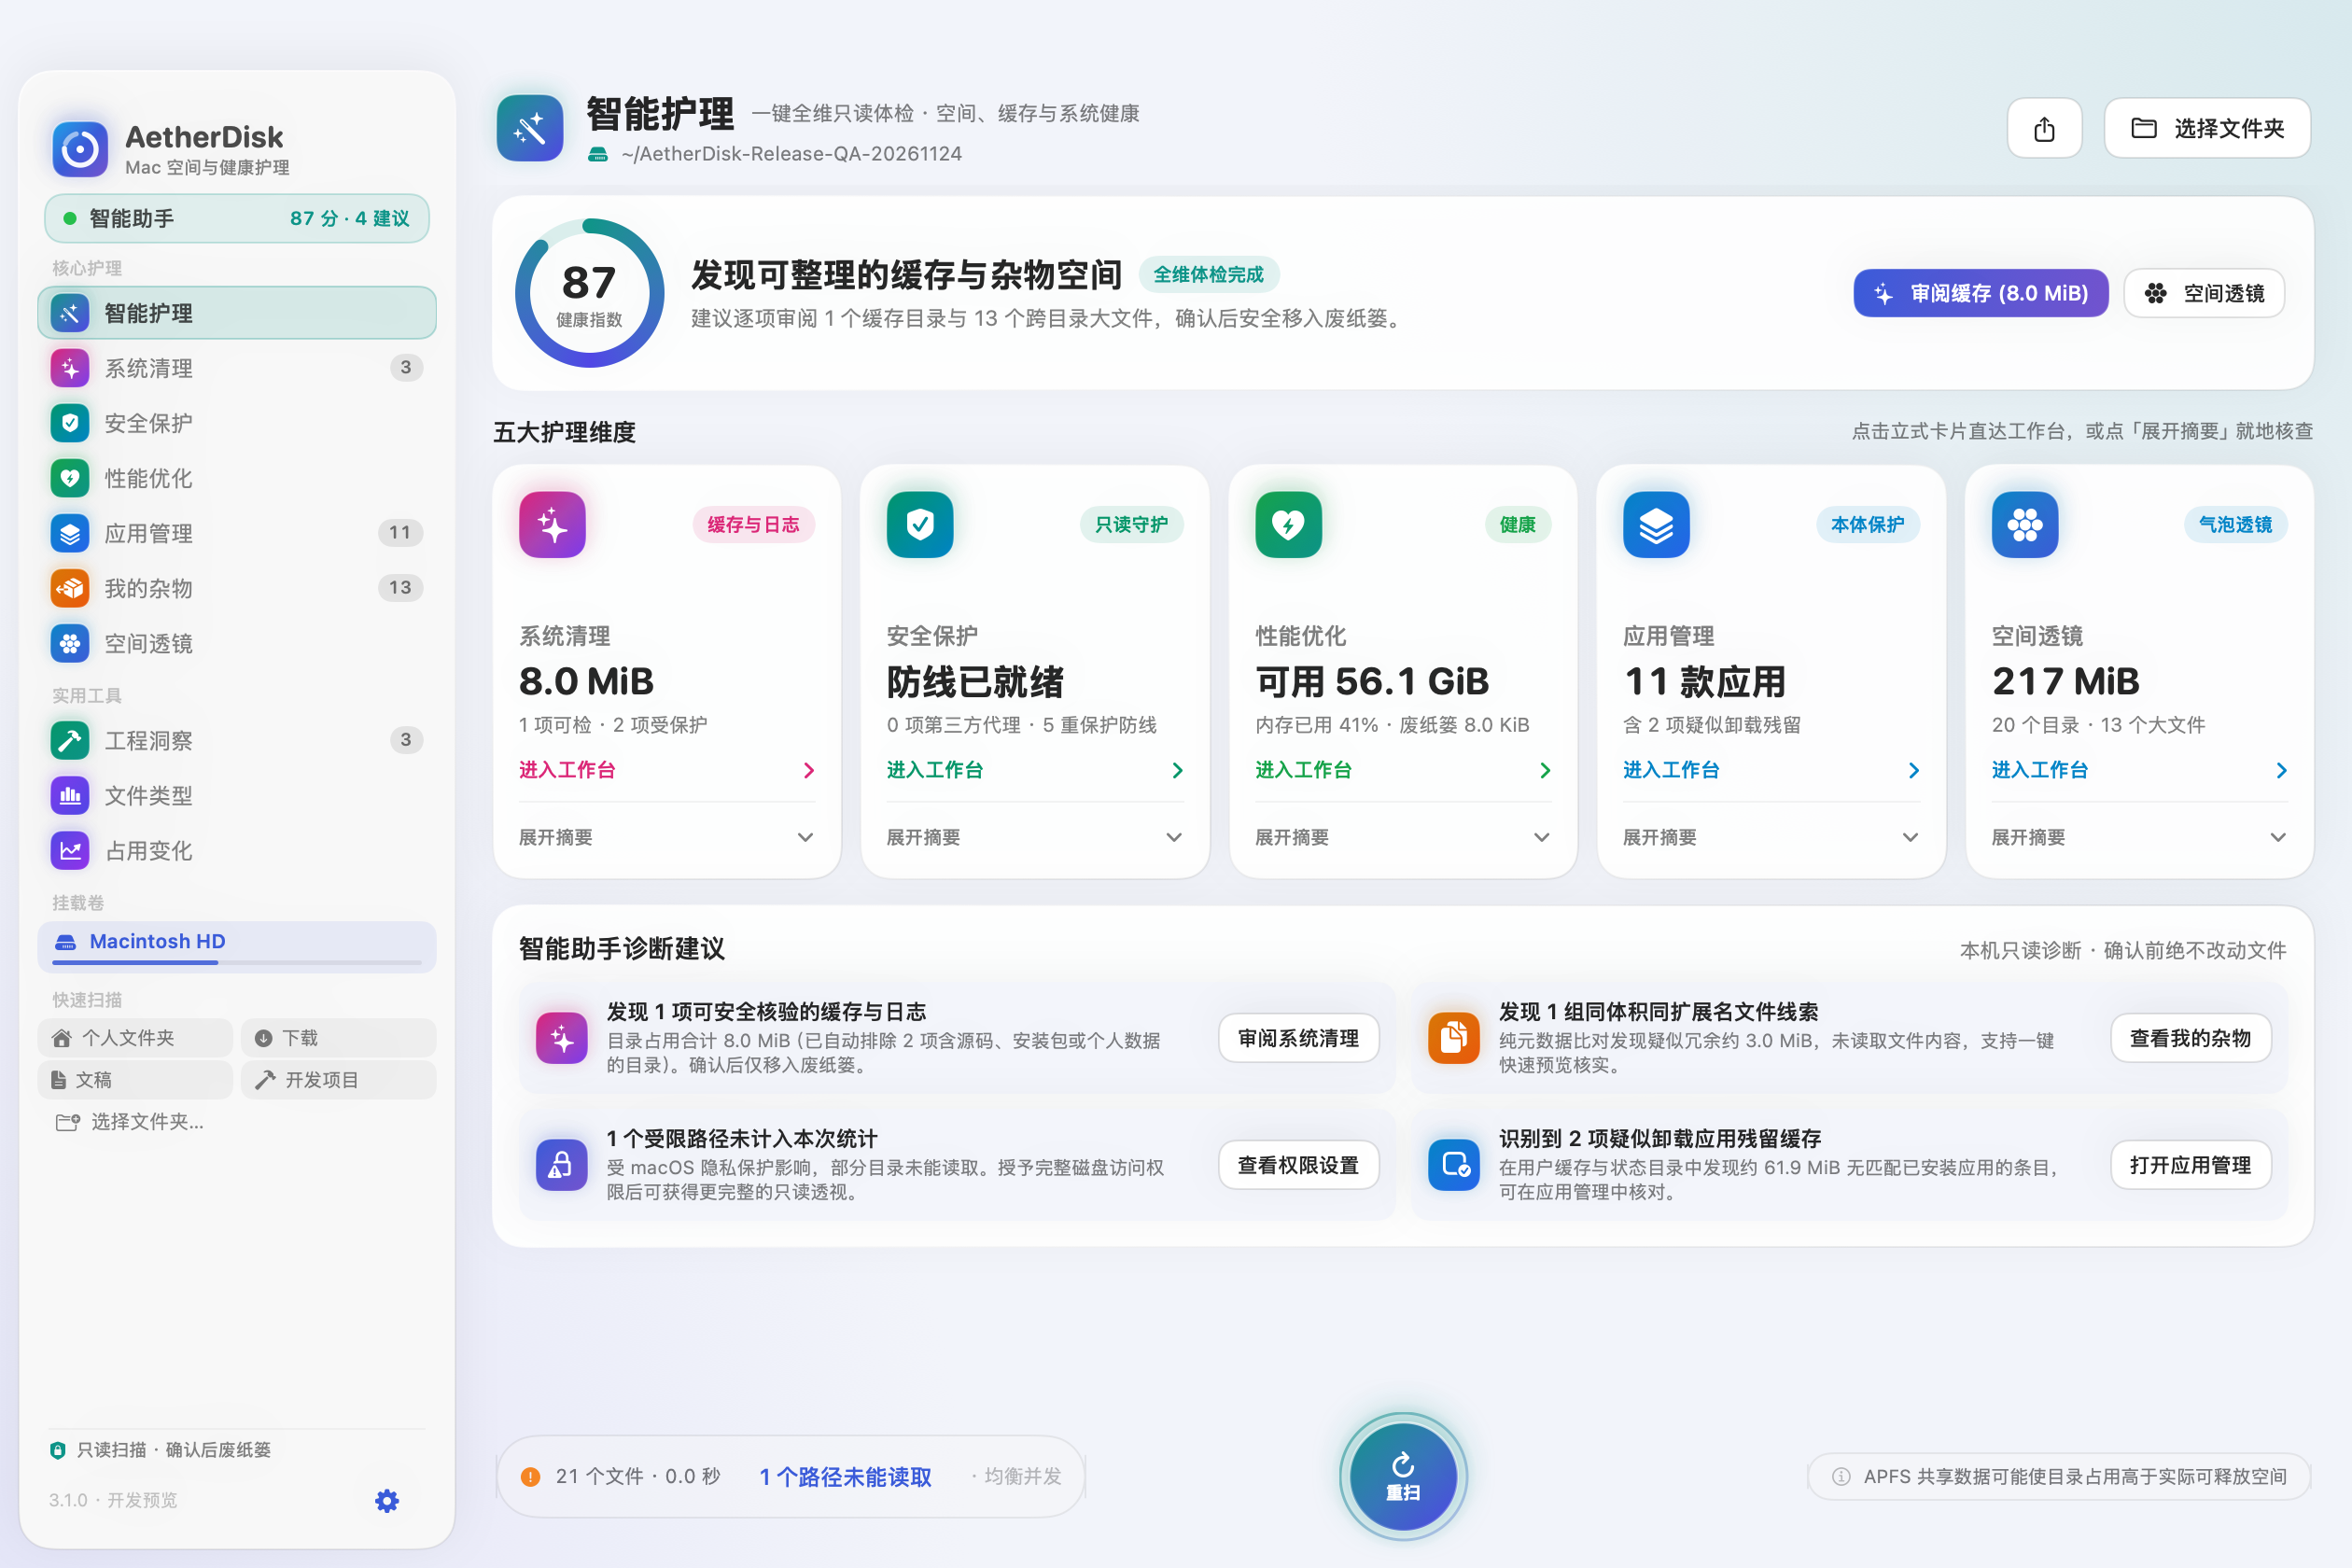 AetherDisk
Mac 空间与健康护理
智能助手 87 分 · 4 建议
核心护理
智能护理
系统清理 3
安全保护
性能优化
应用管理 11
我的杂物 13
空间透镜
实用工具
工程洞察 3
文件类型
占用变化
挂载卷
Macintosh HD
快速扫描
个人文件夹 下载
文稿 开发项目
选择文件夹...
只读扫描 · 确认后废纸篓
3.1.0 · 开发预览
智能护理 一键全维只读体检 · 空间、缓存与系统健康
~/AetherDisk-Release-QA-20261124
选择文件夹
87
健康指数
发现可整理的缓存与杂物空间 全维体检完成
建议逐项审阅 1 个缓存目录与 13 个跨目录大文件，确认后安全移入废纸篓。
审阅缓存 (8.0 MiB) 空间透镜
五大护理维度 点击立式卡片直达工作台，或点「展开摘要」就地核查
缓存与日志
系统清理
8.0 MiB
1 项可检 · 2 项受保护
进入工作台
展开摘要
只读守护
安全保护
防线已就绪
0 项第三方代理 · 5 重保护防线
进入工作台
展开摘要
健康
性能优化
可用 56.1 GiB
内存已用 41% · 废纸篓 8.0 KiB
进入工作台
展开摘要
本体保护
应用管理
11 款应用
含 2 项疑似卸载残留
进入工作台
展开摘要
气泡透镜
空间透镜
217 MiB
20 个目录 · 13 个大文件
进入工作台
展开摘要
智能助手诊断建议 本机只读诊断 · 确认前绝不改动文件
发现 1 项可安全核验的缓存与日志
目录占用合计 8.0 MiB (已自动排除 2 项含源码、安装包或个人数据
的目录)。确认后仅移入废纸篓。
审阅系统清理
发现 1 组同体积同扩展名文件线索
纯元数据比对发现疑似冗余约 3.0 MiB，未读取文件内容，支持一键
快速预览核实。
查看我的杂物
1 个受限路径未计入本次统计
受 macOS 隐私保护影响，部分目录未能读取。授予完整磁盘访问权
限后可获得更完整的只读透视。
查看权限设置
识别到 2 项疑似卸载应用残留缓存
在用户缓存与状态目录中发现约 61.9 MiB 无匹配已安装应用的条目，
可在应用管理中核对。
打开应用管理
21 个文件 · 0.0 秒 1 个路径未能读取 · 均衡并发
重扫
APFS 共享数据可能使目录占用高于实际可释放空间